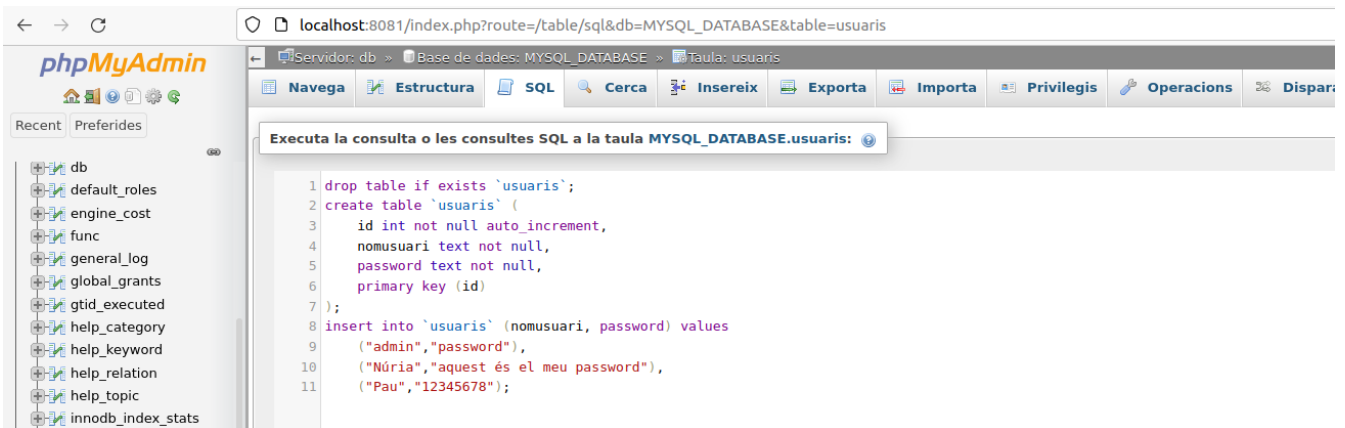 localhost:8081/index.php?route=/table/sql&db=MYSQL_DATABASE&table=usuaris
phpMyAdmin
Recent Preferides
db
default_roles
engine_cost
func
general_log
global_grants
gtid_executed
help_category
help_keyword
help_relation
help_topic
innodb_index_stats
Servidor: db » Base de dades: MYSQL_DATABASE » Taula: usuaris
Navega Estructura SQL Cerca Insereix Exporta Importa Privilegis Operacions Dispara
Executa la consulta o les consultes SQL a la taula MYSQL_DATABASE.usuaris:
1 drop table if exists `usuaris`;
2 create table `usuaris` (
3 id int not null auto_increment,
4 nomusuari text not null,
5 password text not null,
6 primary key (id)
7 );
8 insert into `usuaris` (nomusuari, password) values
9 ("admin","password"),
10 ("Núria","aquest és el meu password"),
11 ("Pau","12345678");